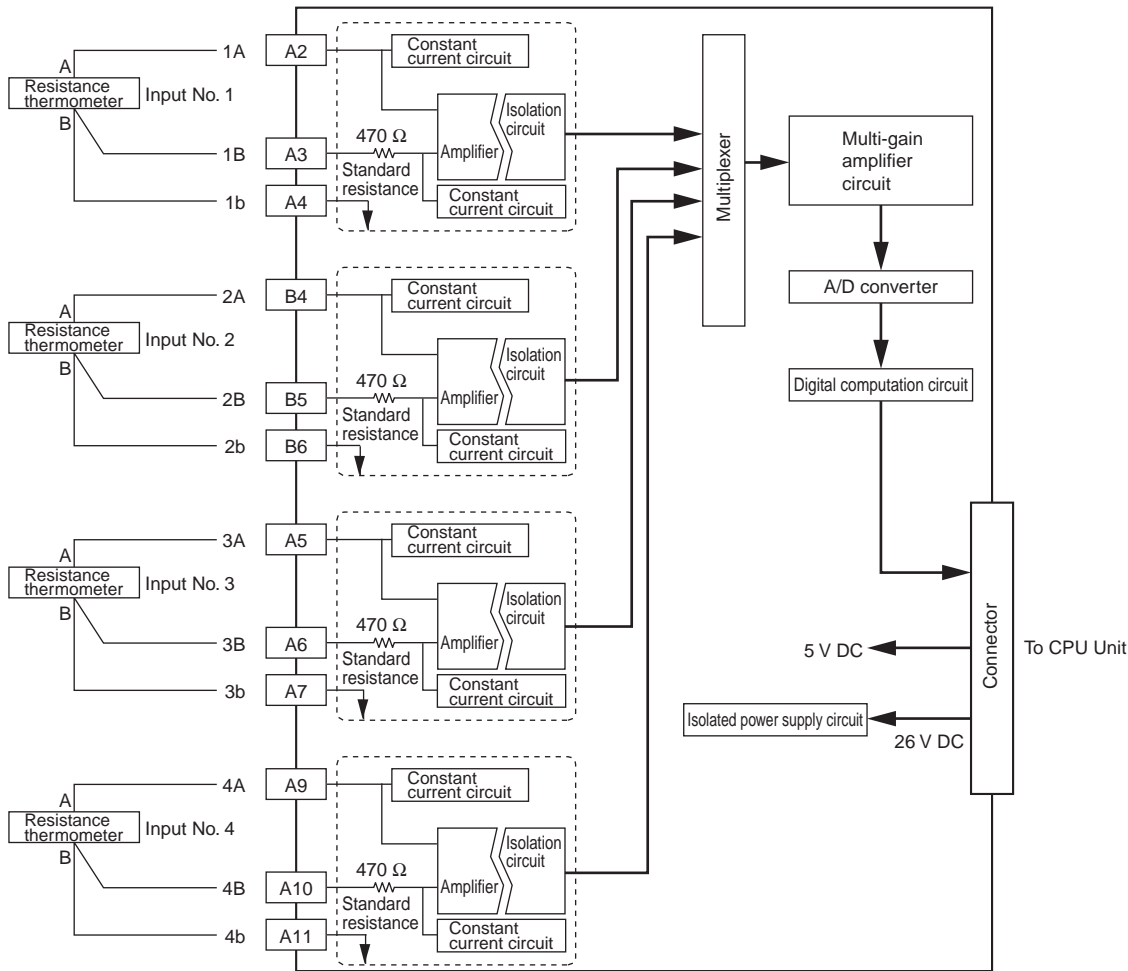 1A
A2
Constant
current circuit
A
Resistance
thermometer
Input No. 1
B
Isolation
circuit
Amplifier
470 Ω
1B
A3
Standard
resistance
Constant
current circuit
1b
A4
Multiplexer
Multi-gain
amplifier
circuit
A/D converter
Digital computation circuit
2A
B4
Constant
current circuit
A
Resistance
thermometer
Input No. 2
B
Isolation
circuit
Amplifier
470 Ω
2B
B5
Standard
resistance
Constant
current circuit
2b
B6
3A
A5
Constant
current circuit
A
Resistance
thermometer
Input No. 3
B
Isolation
circuit
Amplifier
470 Ω
3B
A6
Standard
resistance
Constant
current circuit
3b
A7
Connector
To CPU Unit
5 V DC
Isolated power supply circuit
26 V DC
4A
A9
Constant
current circuit
A
Resistance
thermometer
Input No. 4
B
Isolation
circuit
Amplifier
470 Ω
4B
A10
Standard
resistance
Constant
current circuit
4b
A11